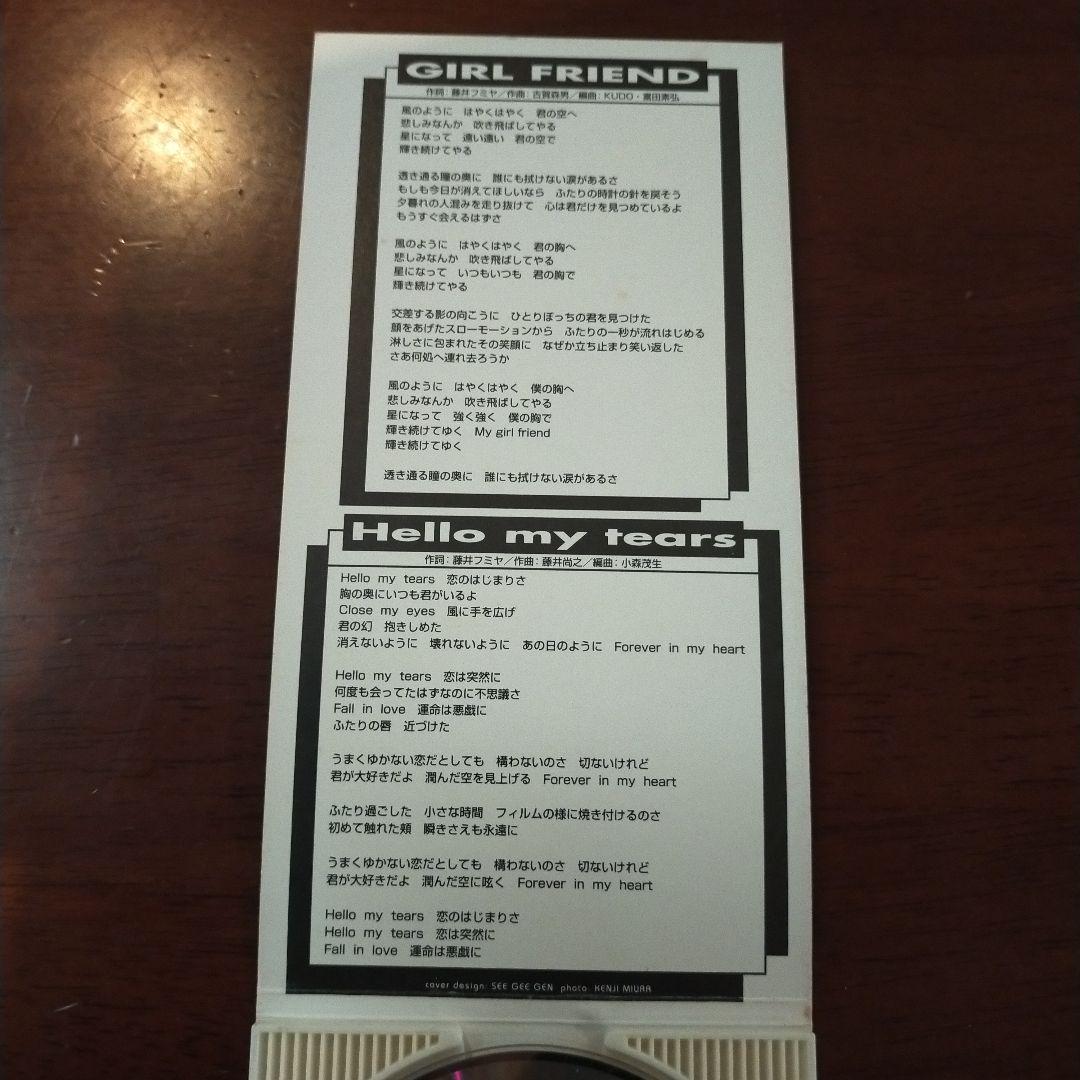 GIRL FRIEND
作詞：藤井フミヤ／作曲：古賀森男／編曲：KUDO・富田素弘
風のように　はやくはやく　君の空へ
悲しみなんか　吹き飛ばしてやる
星になって　遠い遠い　君の空で
輝き続けてやる
透き通る瞳の奥に　誰にも拭けない涙があるさ
もしも今日が消えてほしいなら　ふたりの時計の針を戻そう
夕暮れの人混みを走り抜けて　心は君だけを見つめているよ
もうすぐ会えるはずさ
風のように　はやくはやく　君の胸へ
悲しみなんか　吹き飛ばしてやる
星になって　いつもいつも　君の胸で
輝き続けてやる
交差する影の向こうに　ひとりぼっちの君を見つけた
顔をあげたスローモーションから　ふたりの一秒が流れはじめる
淋しさに包まれたその笑顔に　なぜか立ち止まり笑い返した
さあ何処へ連れ去ろうか
風のように　はやくはやく　僕の胸へ
悲しみなんか　吹き飛ばしてやる
星になって　強く強く　僕の胸で
輝き続けてゆく　My girl friend
輝き続けてゆく
透き通る瞳の奥に　誰にも拭けない涙があるさ
Hello my tears
作詞：藤井フミヤ／作曲：藤井尚之／編曲：小森茂生
Hello my tears　恋のはじまりさ
胸の奥にいつも君がいるよ
Close my eyes　風に手を広げ
君の幻　抱きしめた
消えないように　壊れないように　あの日のように　Forever in my heart
Hello my tears　恋は突然に
何度も会ってたはずなのに不思議さ
Fall in love　運命は悪戯に
ふたりの唇　近づけた
うまくゆかない恋だとしても　構わないのさ　切ないけれど
君が大好きだよ　潤んだ空を見上げる　Forever in my heart
ふたり過ごした　小さな時間　フィルムの様に焼き付けるのさ
初めて触れた頬　瞬きさえも永遠に
うまくゆかない恋だとしても　構わないのさ　切ないけれど
君が大好きだよ　潤んだ空に呟く　Forever in my heart
Hello my tears　恋のはじまりさ
Hello my tears　恋は突然に
Fall in love　運命は悪戯に
cover design: SEE GEE GEN photo: KENJI MIURA